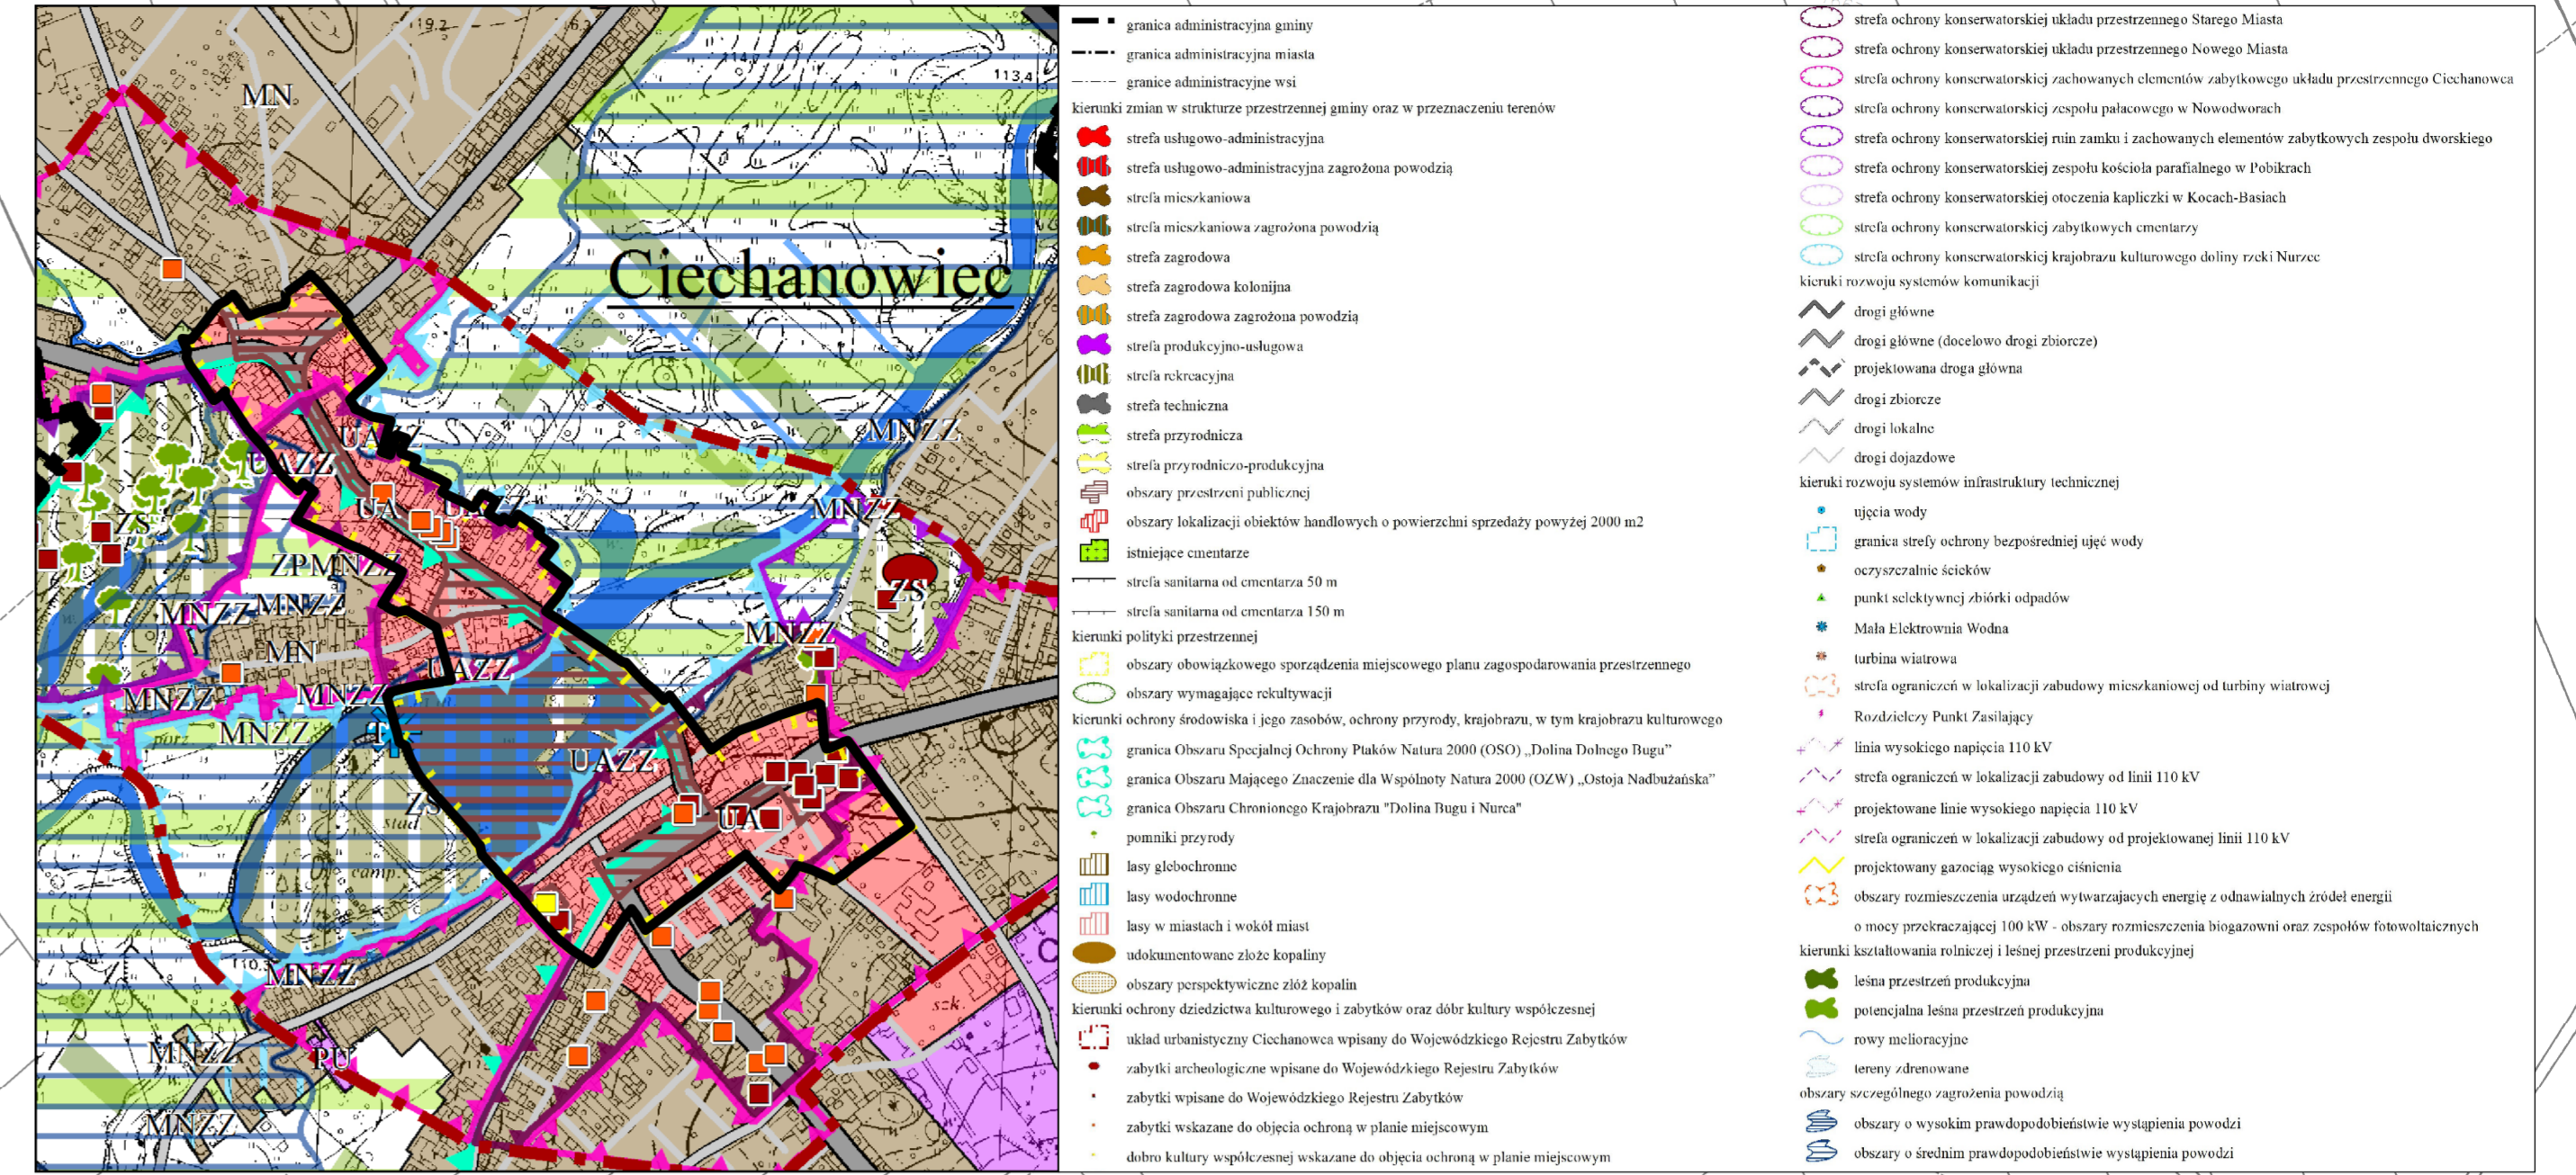 119,2
6,3
MN
113,4
Ciechanowiec
MNZZ
UAZZ
UAZZ
MNZZ
UA
ZS
ZPMNZZ
ZS
MNZZ
MNZZ
MNZZ
MN
UAZZ
MNZZ
MNZZ
MNZZ
UAZZ
ZS
stad.
UA
camp.
MNZZ
szk.
MNZZ
PU
MNZZ
granica administracyjna gminy
granica administracyjna miasta
granice administracyjne wsi
kierunki zmian w strukturze przestrzennej gminy oraz w przeznaczeniu terenów
strefa usługowo-administracyjna
strefa usługowo-administracyjna zagrożona powodzią
strefa mieszkaniowa
strefa mieszkaniowa zagrożona powodzią
strefa zagrodowa
strefa zagrodowa kolonijna
strefa zagrodowa zagrożona powodzią
strefa produkcyjno-usługowa
strefa rekreacyjna
strefa techniczna
strefa przyrodnicza
strefa przyrodniczo-produkcyjna
obszary przestrzeni publicznej
obszary lokalizacji obiektów handlowych o powierzchni sprzedaży powyżej 2000 m2
istniejące cmentarze
strefa sanitarna od cmentarza 50 m
strefa sanitarna od cmentarza 150 m
kierunki polityki przestrzennej
obszary obowiązkowego sporządzenia miejscowego planu zagospodarowania przestrzennego
obszary wymagające rekultywacji
kierunki ochrony środowiska i jego zasobów, ochrony przyrody, krajobrazu, w tym krajobrazu kulturowego
granica Obszaru Specjalnej Ochrony Ptaków Natura 2000 (OSO) „Dolina Dolnego Bugu”
granica Obszaru Mającego Znaczenie dla Wspólnoty Natura 2000 (OZW) „Ostoja Nadbużańska”
granica Obszaru Chronionego Krajobrazu "Dolina Bugu i Nurca"
pomniki przyrody
lasy glebochronne
lasy wodochronne
lasy w miastach i wokół miast
udokumentowane złoże kopaliny
obszary perspektywiczne złóż kopalin
kierunki ochrony dziedzictwa kulturowego i zabytków oraz dóbr kultury współczesnej
układ urbanistyczny Ciechanowca wpisany do Wojewódzkiego Rejestru Zabytków
zabytki archeologiczne wpisane do Wojewódzkiego Rejestru Zabytków
zabytki wpisane do Wojewódzkiego Rejestru Zabytków
zabytki wskazane do objęcia ochroną w planie miejscowym
dobro kultury współczesnej wskazane do objęcia ochroną w planie miejscowym
strefa ochrony konserwatorskiej układu przestrzennego Starego Miasta
strefa ochrony konserwatorskiej układu przestrzennego Nowego Miasta
strefa ochrony konserwatorskiej zachowanych elementów zabytkowego układu przestrzennego Ciechanowca
strefa ochrony konserwatorskiej zespołu pałacowego w Nowodworach
strefa ochrony konserwatorskiej ruin zamku i zachowanych elementów zabytkowych zespołu dworskiego
strefa ochrony konserwatorskiej zespołu kościoła parafialnego w Pobikrach
strefa ochrony konserwatorskiej otoczenia kapliczki w Kocach-Basiach
strefa ochrony konserwatorskiej zabytkowych cmentarzy
strefa ochrony konserwatorskiej krajobrazu kulturowego doliny rzeki Nurzec
kieruki rozwoju systemów komunikacji
drogi główne
drogi główne (docelowo drogi zbiorcze)
projektowana droga główna
drogi zbiorcze
drogi lokalne
drogi dojazdowe
kieruki rozwoju systemów infrastruktury technicznej
ujęcia wody
granica strefy ochrony bezpośredniej ujęć wody
oczyszczalnie ścieków
punkt selektywnej zbiórki odpadów
Mała Elektrownia Wodna
turbina wiatrowa
strefa ograniczeń w lokalizacji zabudowy mieszkaniowej od turbiny wiatrowej
Rozdzielczy Punkt Zasilający
linia wysokiego napięcia 110 kV
strefa ograniczeń w lokalizacji zabudowy od linii 110 kV
projektowane linie wysokiego napięcia 110 kV
strefa ograniczeń w lokalizacji zabudowy od projektowanej linii 110 kV
projektowany gazociąg wysokiego ciśnienia
obszary rozmieszczenia urządzeń wytwarzajacych energię z odnawialnych źródeł energii
o mocy przekraczającej 100 kW - obszary rozmieszczenia biogazowni oraz zespołów fotowoltaicznych
kierunki kształtowania rolniczej i leśnej przestrzeni produkcyjnej
leśna przestrzeń produkcyjna
potencjalna leśna przestrzeń produkcyjna
rowy melioracyjne
tereny zdrenowane
obszary szczególnego zagrożenia powodzią
obszary o wysokim prawdopodobieństwie wystąpienia powodzi
obszary o średnim prawdopodobieństwie wystąpienia powodzi